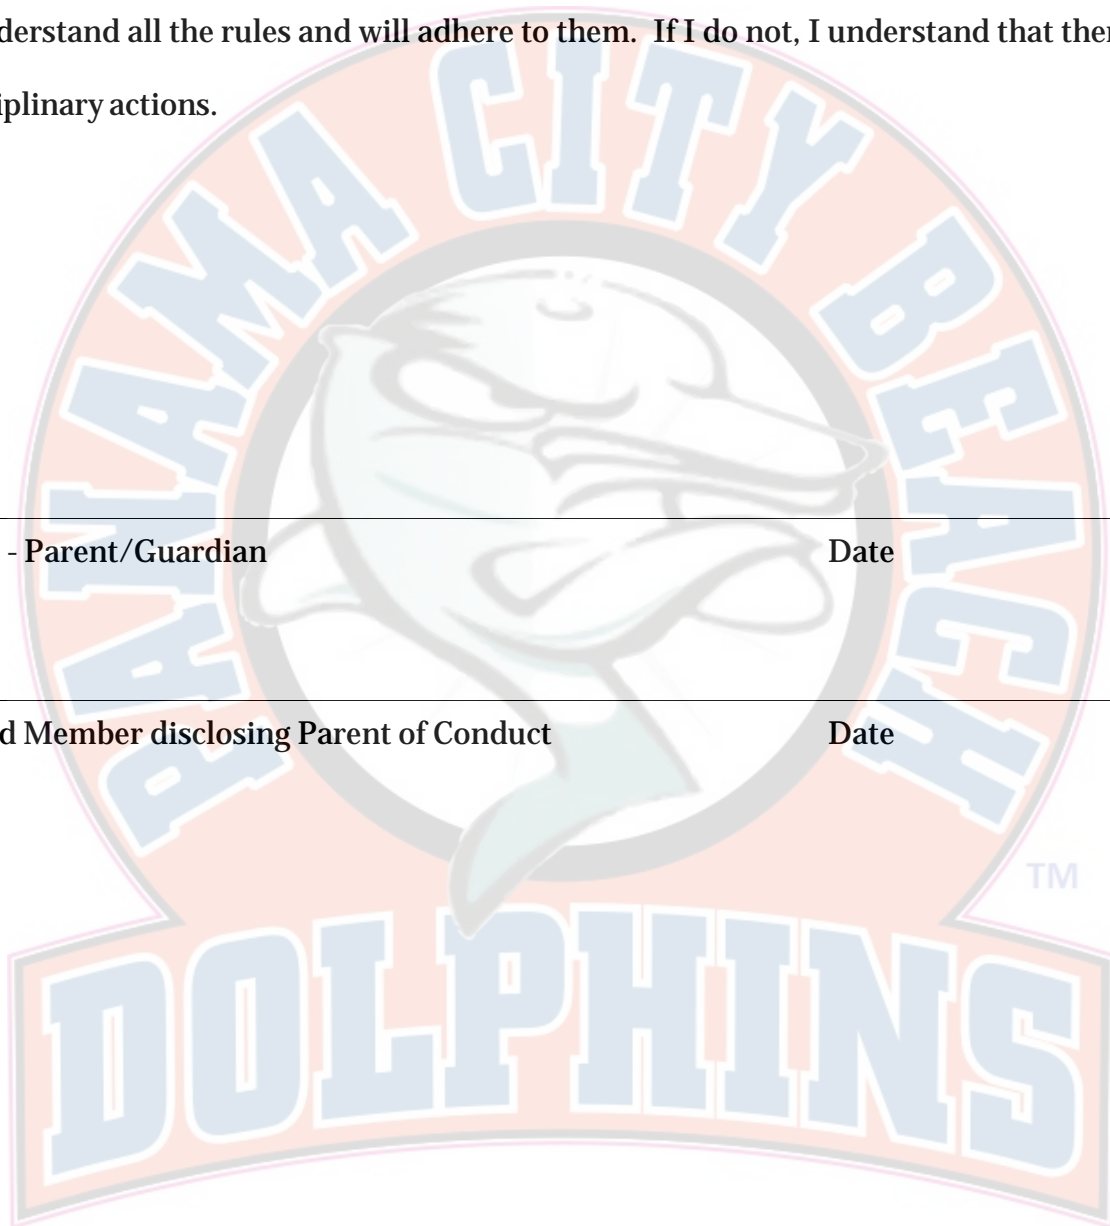 derstand all the rules and will adhere to them.  If I do not, I understand that ther
iplinary actions.
PANAMA CITY BEACH
- Parent/Guardian Date
d Member disclosing Parent of Conduct Date
TM
DOLPHINS